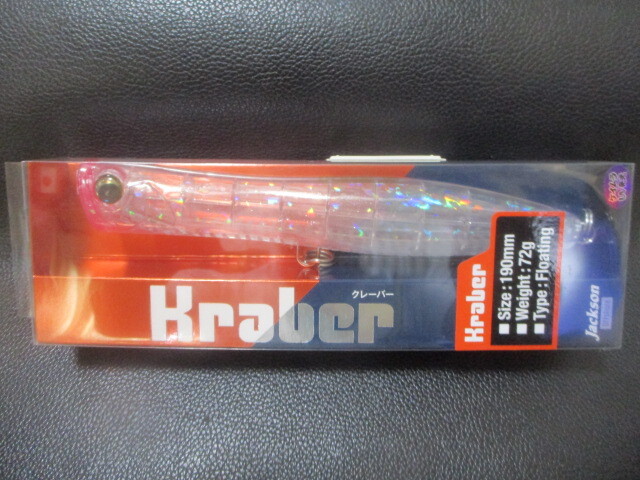 クレーバー
Kraber
Kraber
■Size : 190mm
■Weight : 72g
■Type : Floating
Jackson